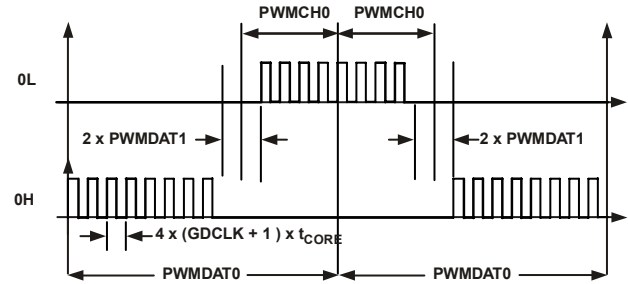 PWMCH0 PWMCH0
0L
2 x PWMDAT1 2 x PWMDAT1
0H
4 x (GDCLK + 1 ) x tCORE
PWMDAT0 PWMDAT0